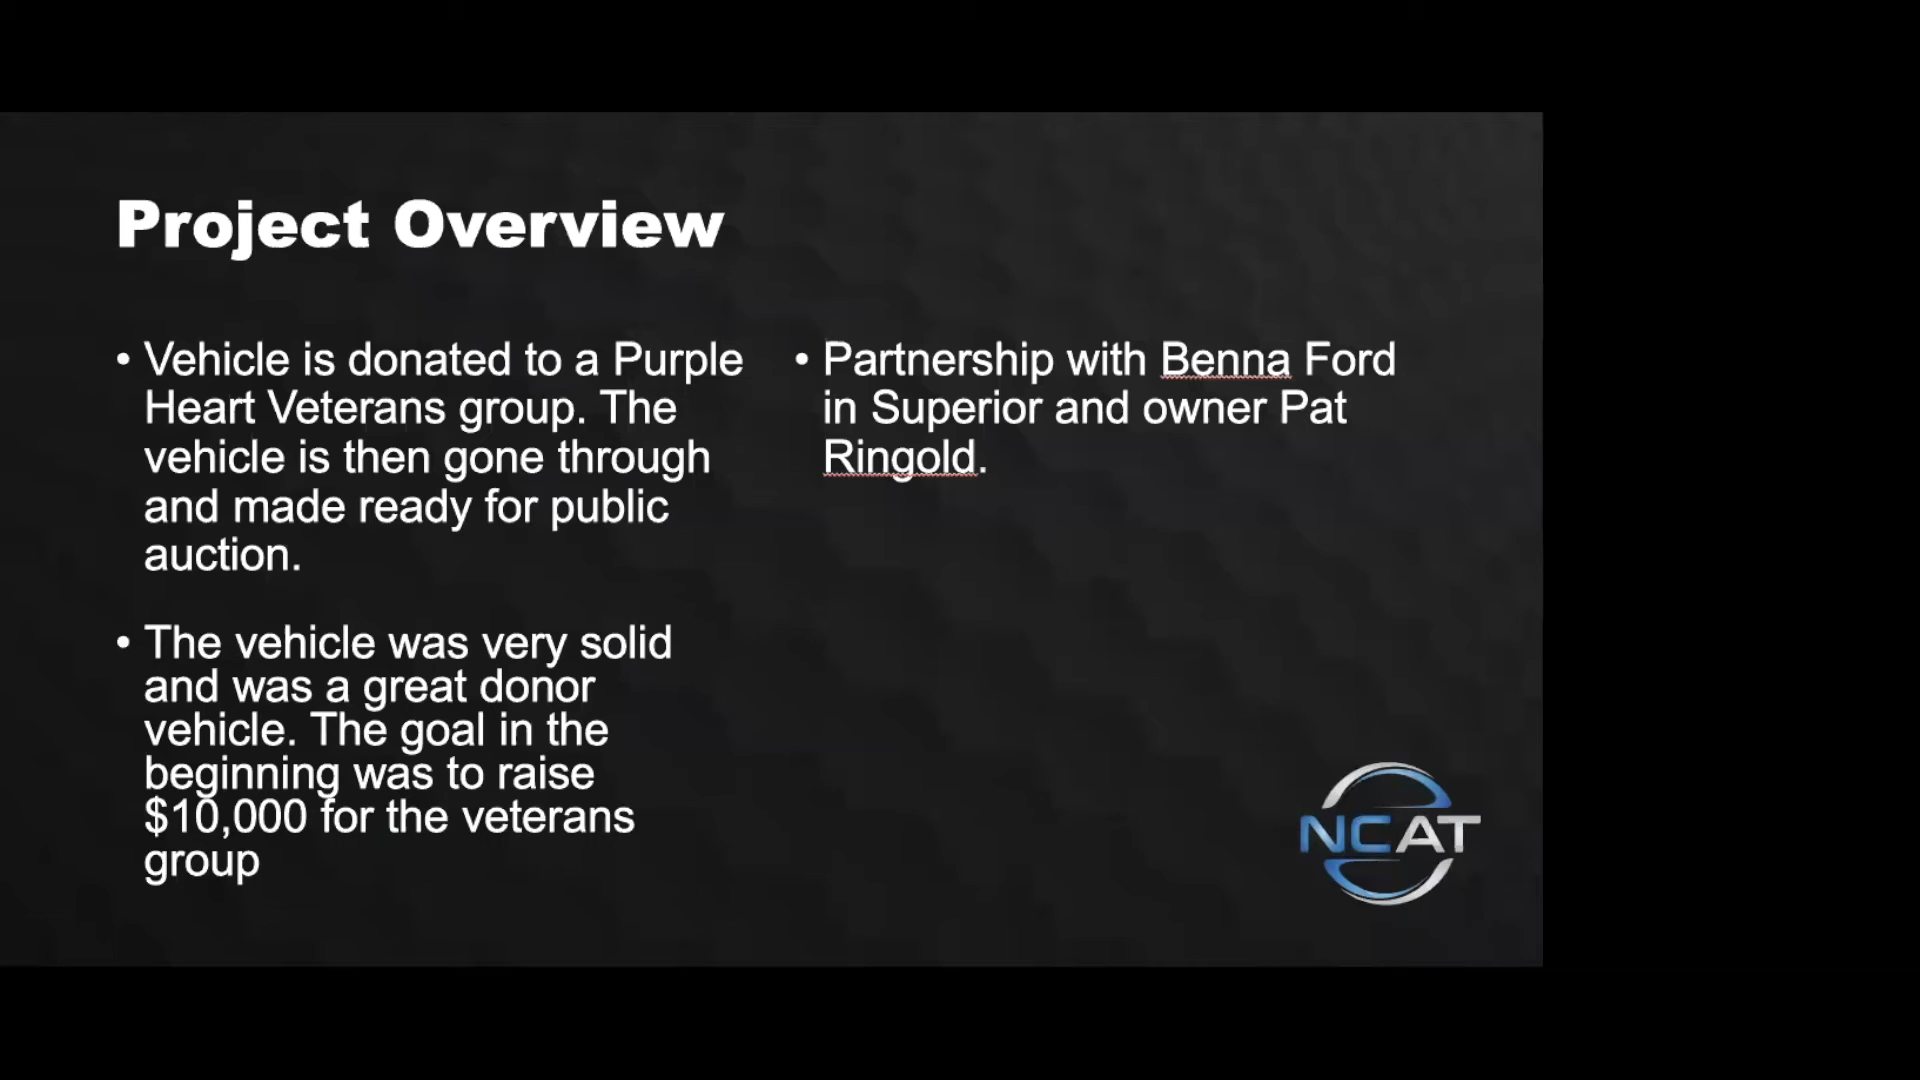 Project Overview
• Vehicle is donated to a Purple
Heart Veterans group. The
vehicle is then gone through
and made ready for public
auction.
• The vehicle was very solid
and was a great donor
vehicle. The goal in the
beginning was to raise
$10,000 for the veterans
group
• Partnership with Benna Ford
in Superior and owner Pat
Ringold.
NCAT